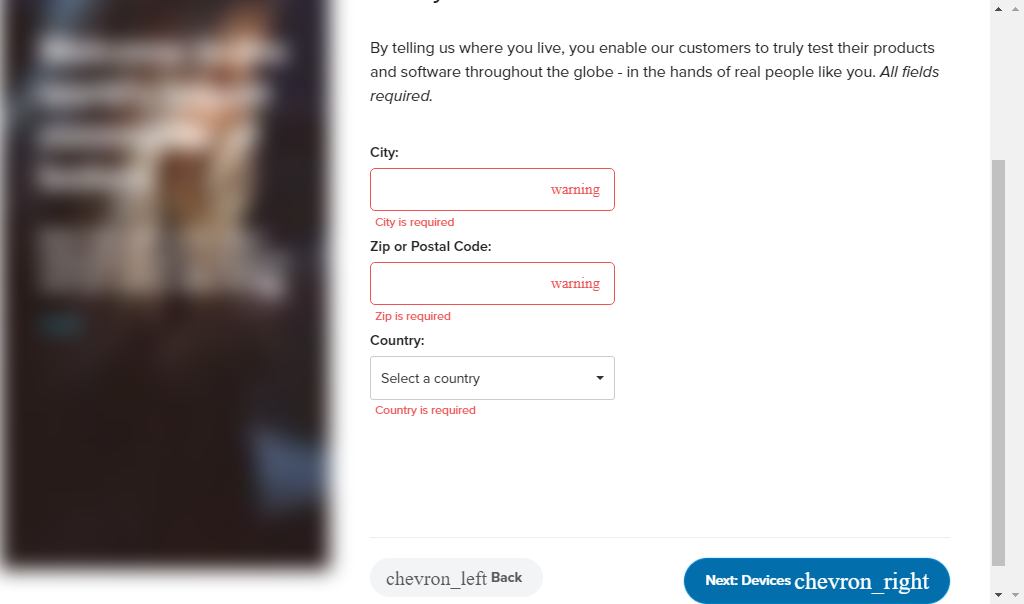 By telling us where you live, you enable our customers to truly test their products
and software throughout the globe - in the hands of real people like you. All fields
required.
City:
warning
City is required
Zip or Postal Code:
warning
Zip is required
Country:
Select a country
Country is required
chevron_left Back
Next: Devices chevron_right